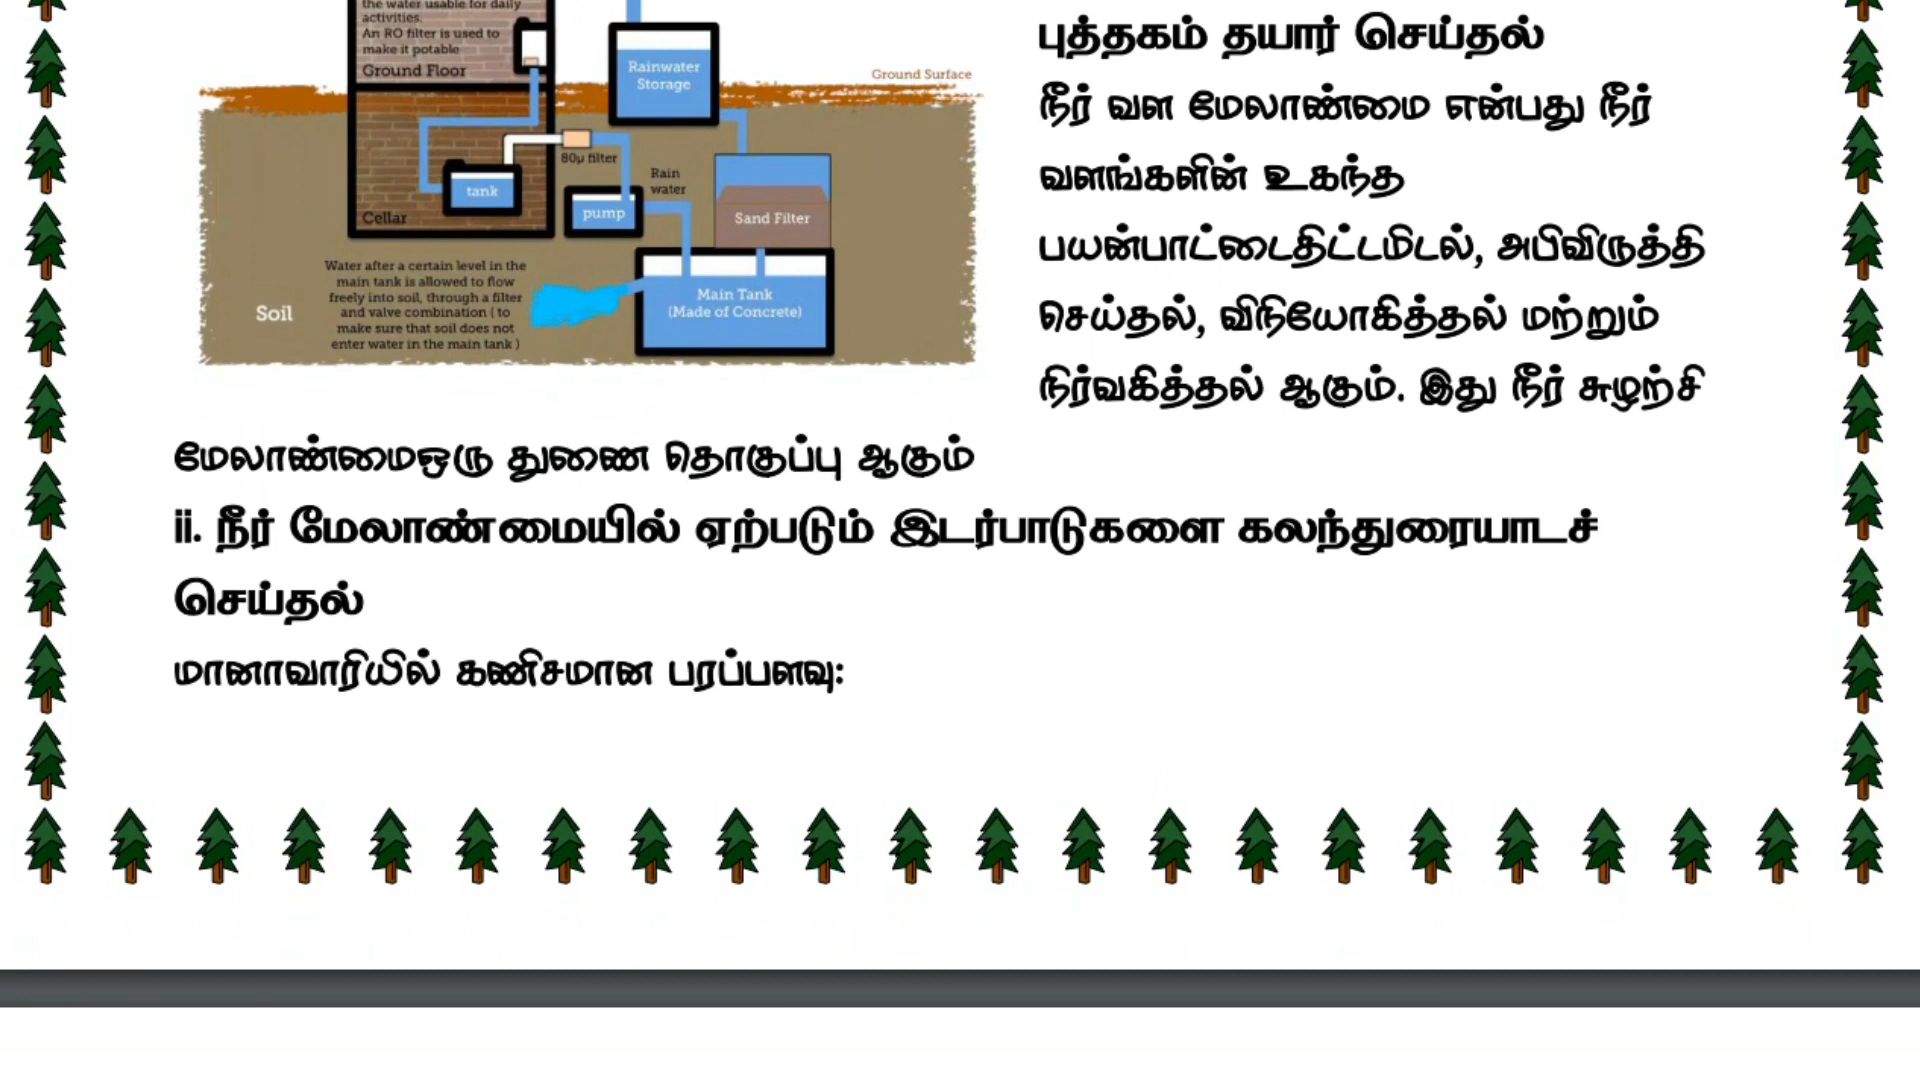 the water usable for daily
activities.
An RO filter is used to
make it potable
Ground Floor
Rainwater
Storage
Ground Surface
80μ filter
tank
Cellar
pump
Rain
water
Sand Filter
Water after a certain level in the
main tank is allowed to flow
freely into soil, through a filter
and valve combination ( to
make sure that soil does not
enter water in the main tank )
Soil
Main Tank
(Made of Concrete)
புத்தகம் தயார் செய்தல்
நீர் வள மேலாண்மை என்பது நீர்
வளங்களின் உகந்த
பயன்பாட்டைதிட்டமிடல், அபிவிருத்தி
செய்தல், விநியோகித்தல் மற்றும்
நிர்வகித்தல் ஆகும். இது நீர் சுழற்சி
மேலாண்மைஒரு துணை தொகுப்பு ஆகும்
ii. நீர் மேலாண்மையில் ஏற்படும் இடர்பாடுகளை கலந்துரையாடச்
செய்தல்
மானாவாரியில் கணிசமான பரப்பளவு: